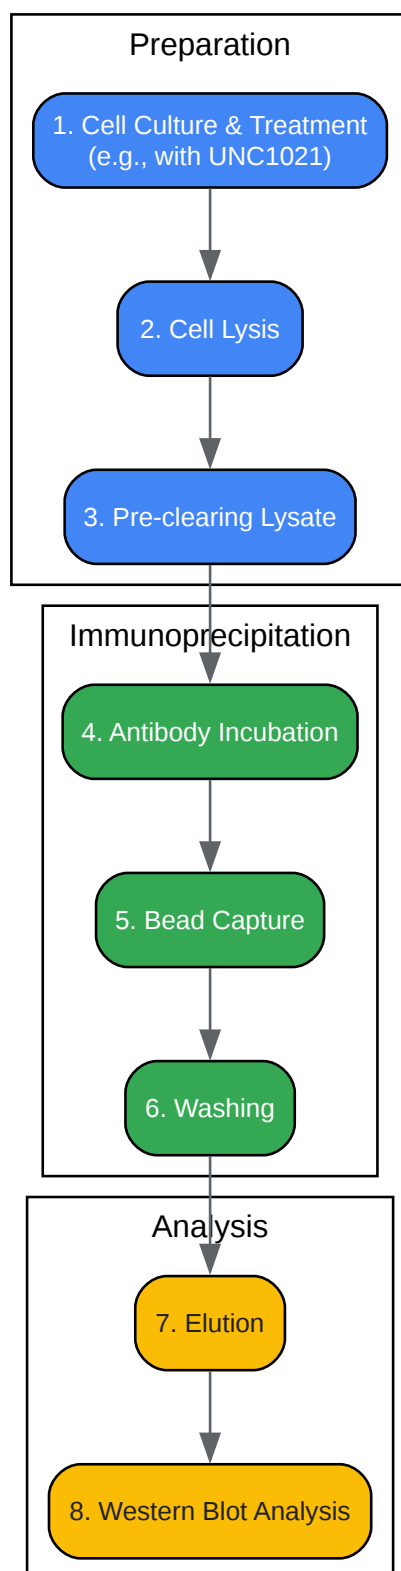 Preparation
1. Cell Culture & Treatment
(e.g., with UNC1021)
2. Cell Lysis
3. Pre-clearing Lysate
Immunoprecipitation
4. Antibody Incubation
5. Bead Capture
6. Washing
Analysis
7. Elution
8. Western Blot Analysis